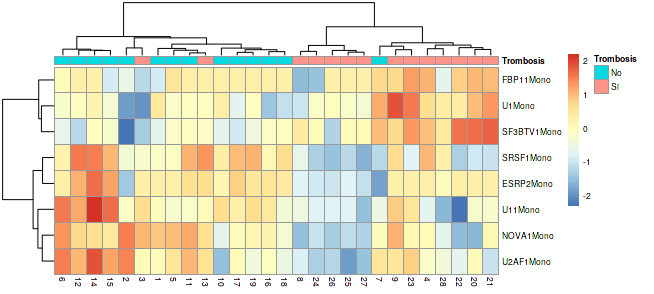 Trombosis
FBP11Mono
U1Mono
SF3BTV1Mono
SRSF1Mono
ESRP2Mono
U11Mono
NOVA1Mono
U2AF1Mono
6 12 14 15 2 3 1 5 11 13 10 17 19 16 18 8 24 26 25 27 7 9 23 4 28 22 20 21
2
1
0
-1
-2
Trombosis
No
SI